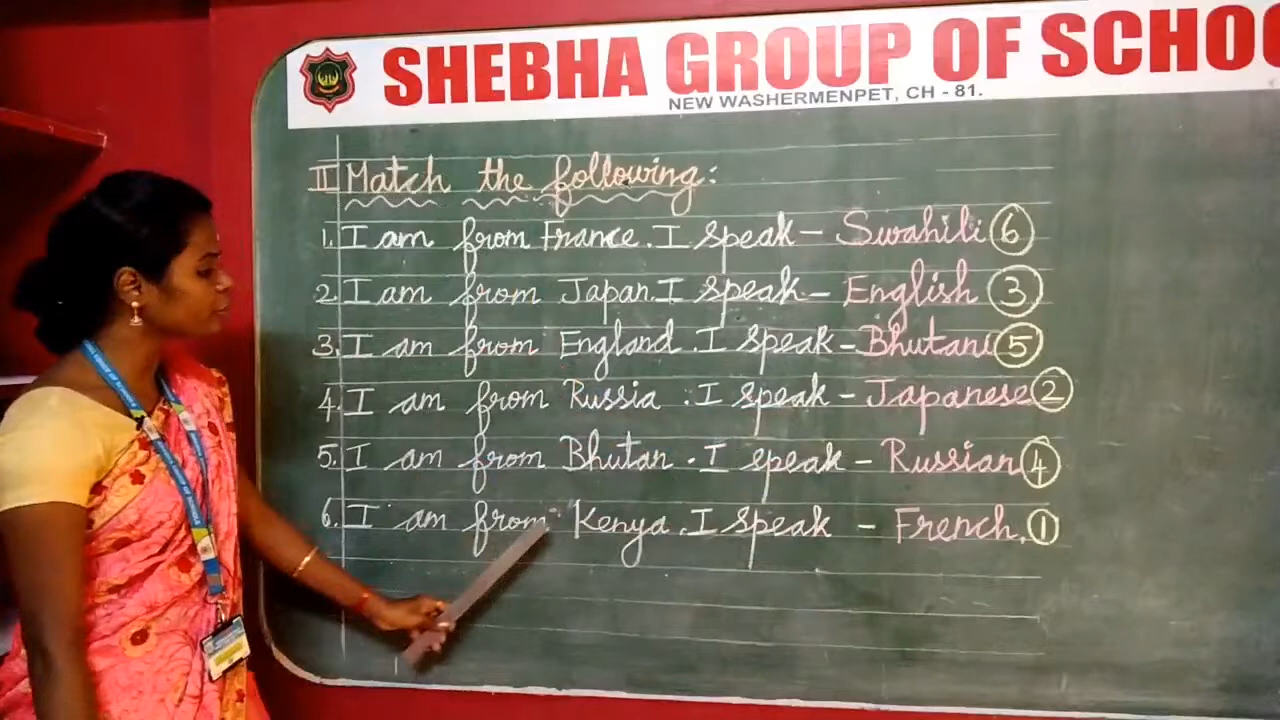 SHEBHA GROUP OF SCHOO
NEW WASHERMENPET, CH - 81.
II Match the following:
1. I am from France. I speak - Swahili 6
2. I am from Japan. I speak - English 3
3. I am from England. I speak - Bhutani 5
4. I am from Russia. I speak - Japanese 2
5. I am from Bhutan. I speak - Russian 4
6. I am from Kenya. I speak - French. 1